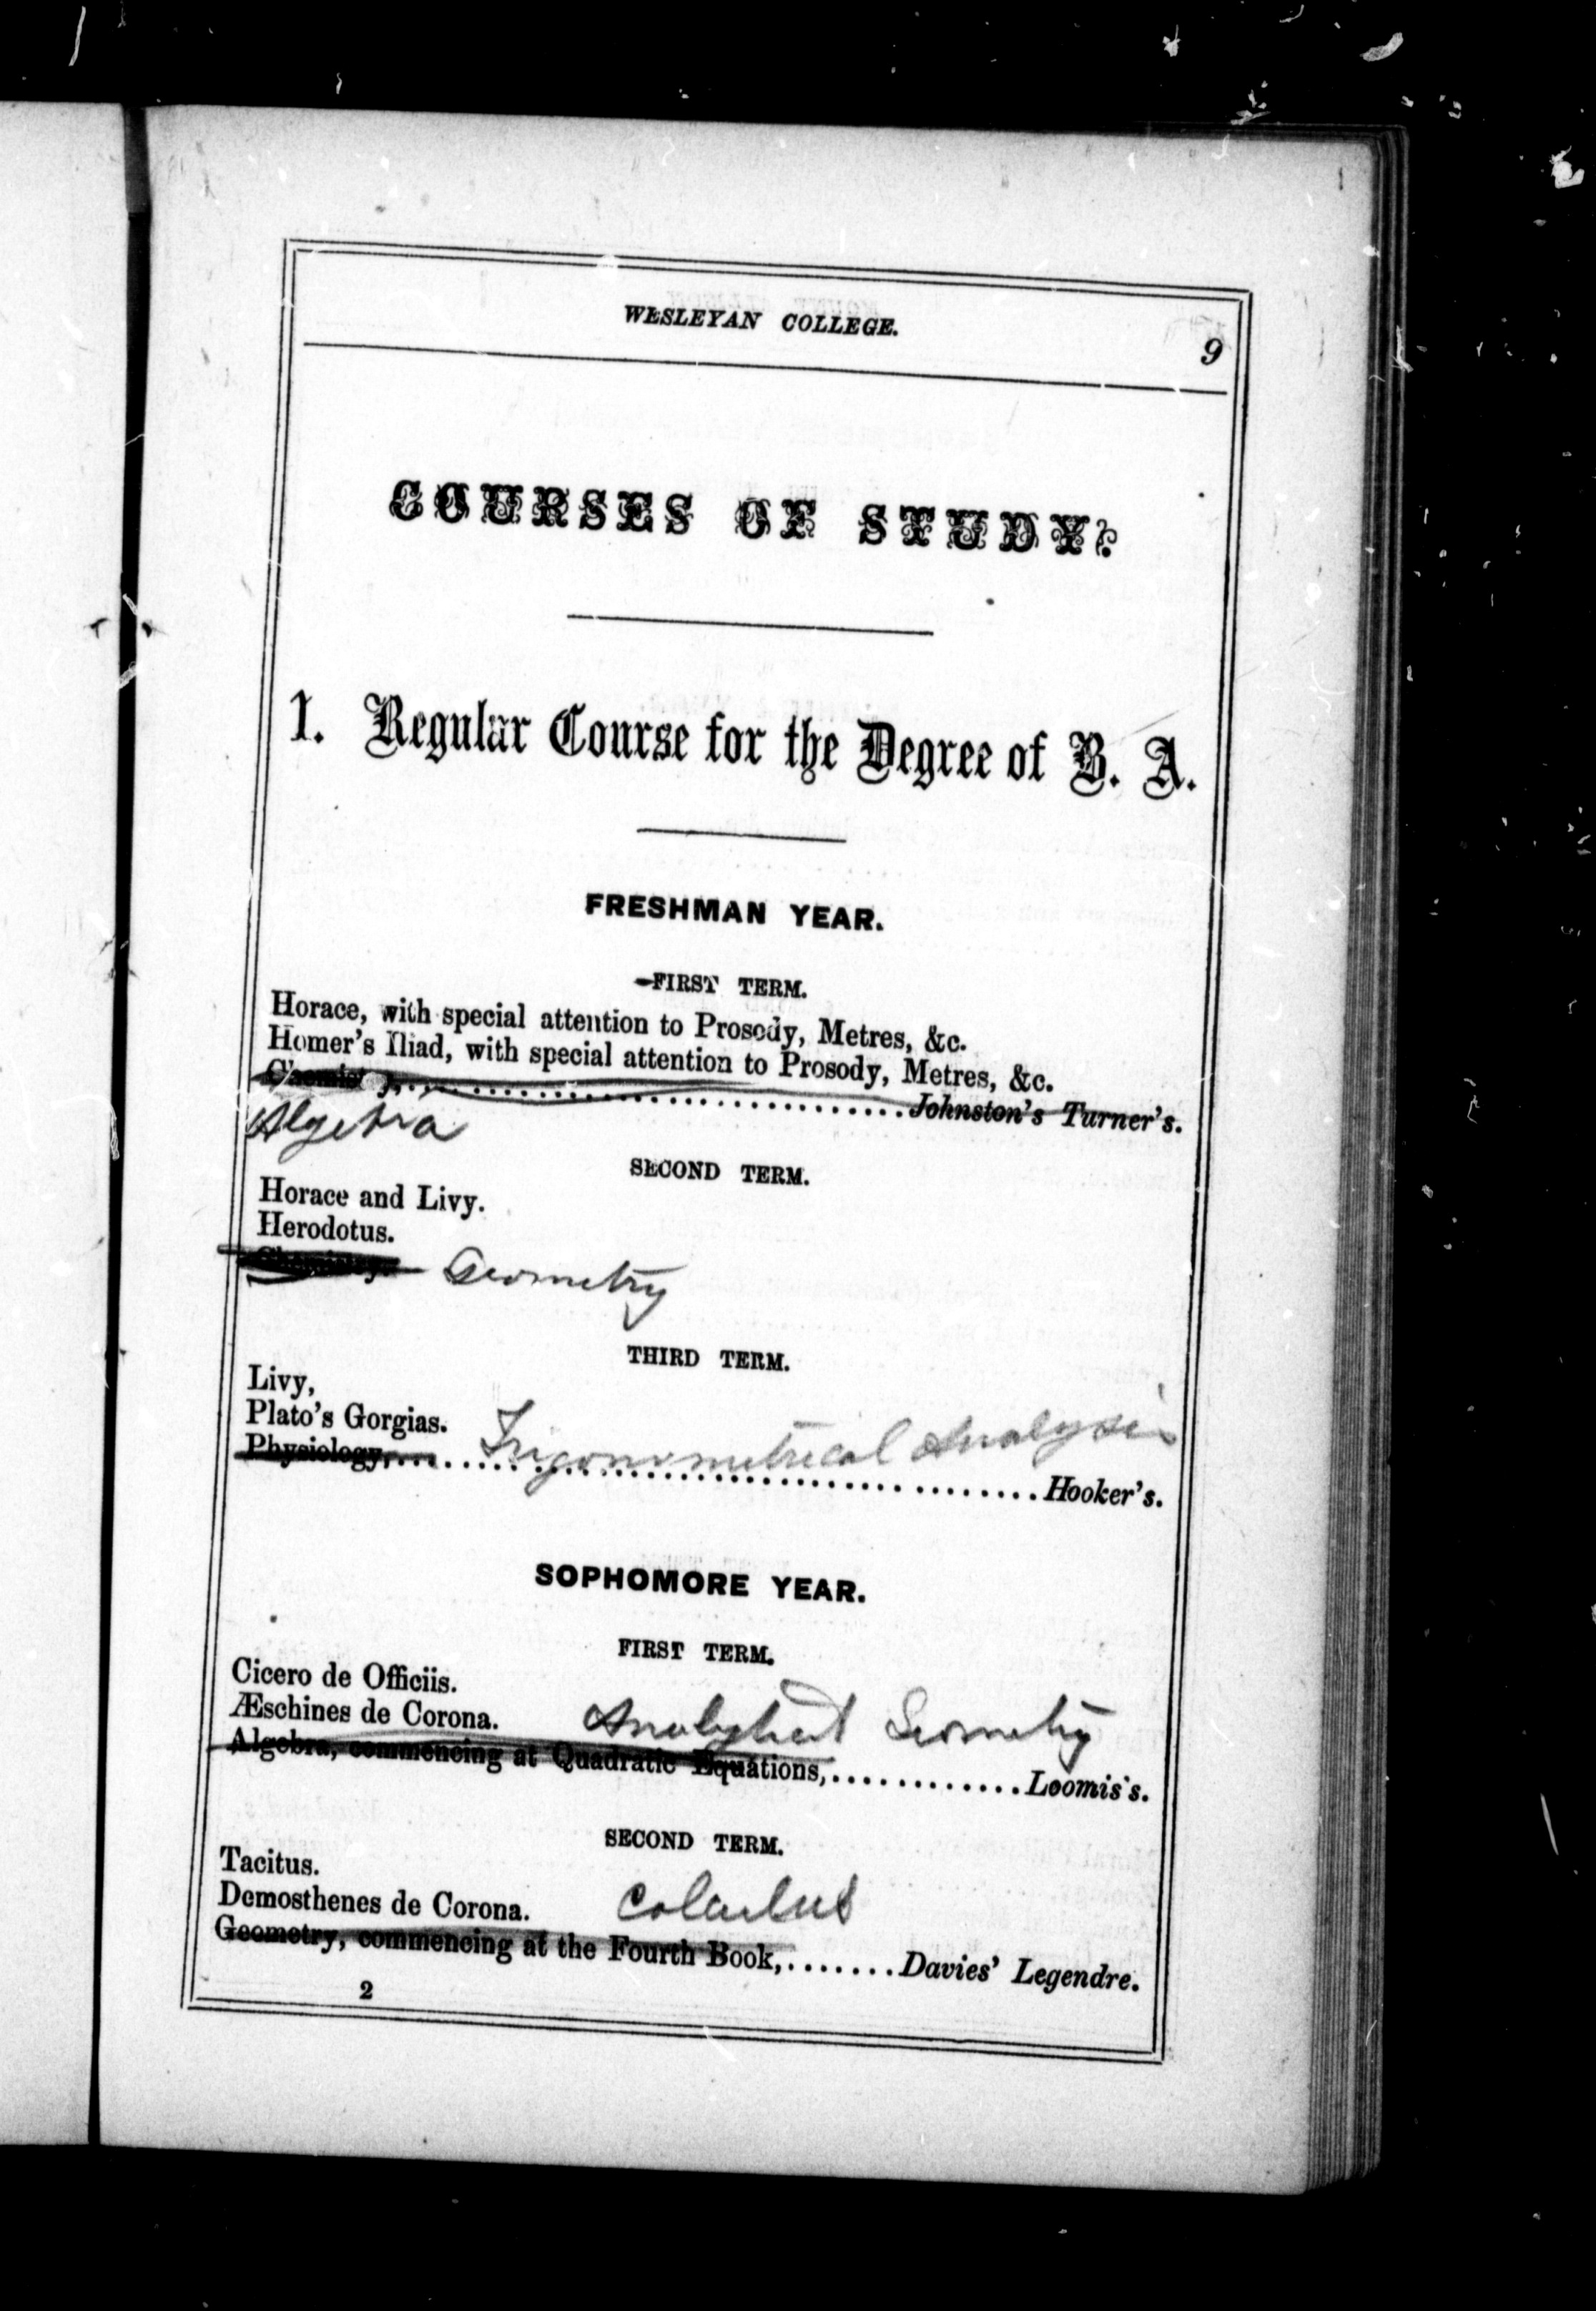 WESLEYAN COLLEGE.
9
COURSES OF STUDY.
1. Regular Course for the Degree of B. A.
FRESHMAN YEAR.
FIRST TERM.
Horace, with special attention to Prosody, Metres, &c.
Homer's Iliad, with special attention to Prosody, Metres, &c.
Chemistry,....................................Johnston's Turner's.
Algebra
SECOND TERM.
Horace and Livy.
Herodotus.
Chemistry. Geometry
THIRD TERM.
Livy,
Plato's Gorgias. Trigonometrical Analysis
Physiology,........................................Hooker's.
SOPHOMORE YEAR.
FIRST TERM.
Cicero de Officiis.
Æschines de Corona. Analytical Geometry
Algebra, commencing at Quadratic Equations,............Loomis's.
SECOND TERM.
Tacitus.
Demosthenes de Corona. Calculus
Geometry, commencing at the Fourth Book,.......Davies' Legendre.
2